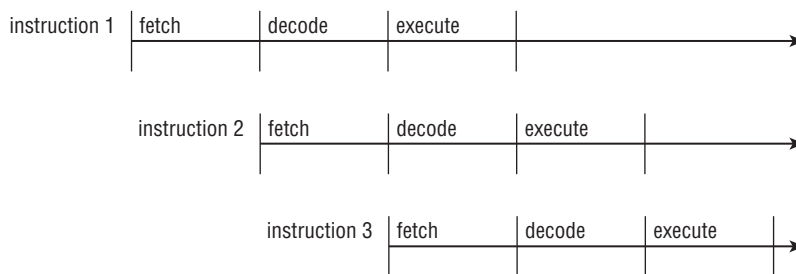 instruction 1 fetch decode execute
instruction 2 fetch decode execute
instruction 3 fetch decode execute